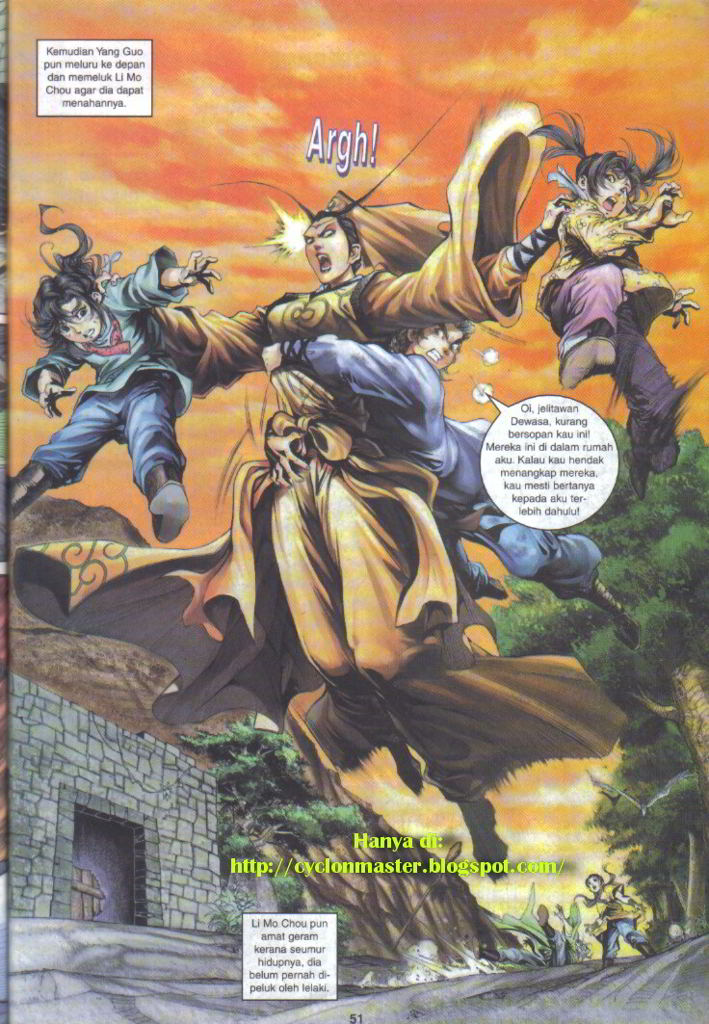 Kemudian Yang Guo
pun meluru ke depan
dan memeluk Li Mo
Chou agar dia dapat
menahannya.
Argh!
Oi, jelitawan
Dewasa, kurang
bersopan kau ini!
Mereka ini di dalam rumah
aku. Kalau kau hendak
menangkap mereka,
kau mesti bertanya
kepada aku ter-
lebih dahulu!
Hanya di:
http://cyclonmaster.blogspot.com/
Li Mo Chou pun
amat geram
kerana seumur
hidupnya, dia
belum pernah di-
peluk oleh lelaki.
51